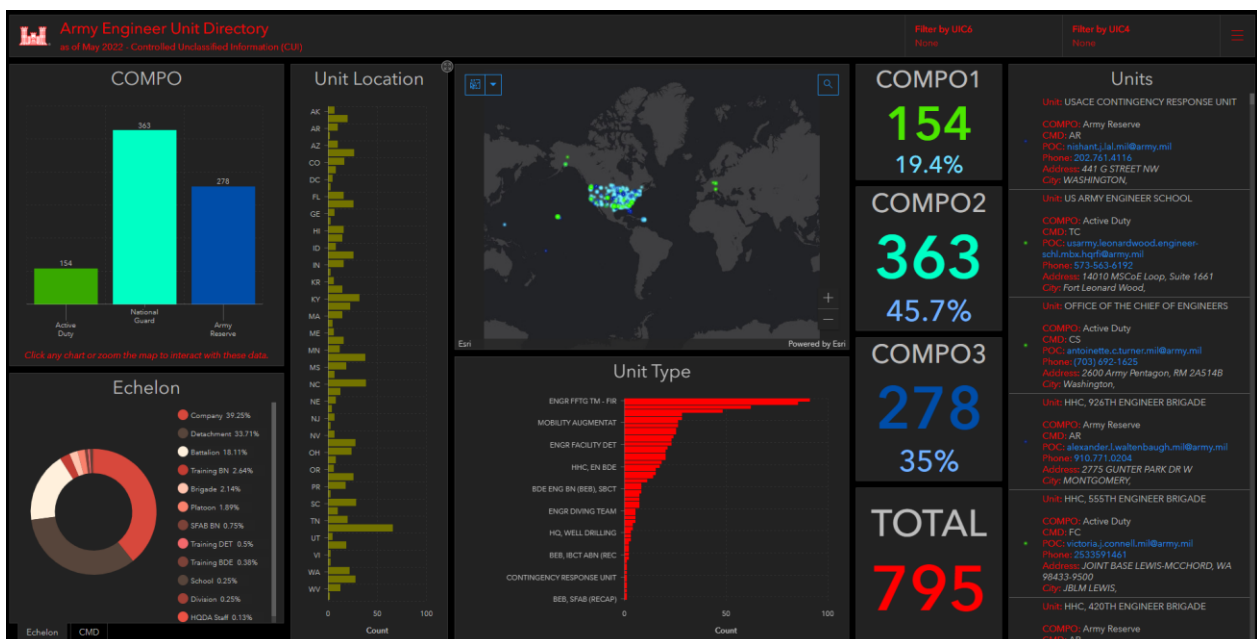 Army Engineer Unit Directory
as of May 2022 - Controlled Unclassified Information (CUI)
Filter by UIC6
None
Filter by UIC4
None
COMPO
363
278
154
Active
Duty
National
Guard
Army
Reserve
Click any chart or zoom the map to interact with these data.
Echelon
Company 39.25%
Detachment 33.71%
Battalion 18.11%
Training BN 2.64%
Brigade 2.14%
Platoon 1.89%
SFAB BN 0.75%
Training DET 0.5%
Training BDE 0.38%
School 0.25%
Division 0.25%
HQDA Staff 0.13%
Echelon
CMD
Unit Location
AK
AR
AZ
CO
DC
FL
GE
HI
ID
IN
KR
KY
MA
ME
MN
MS
NC
NE
NJ
NV
OH
OR
PR
SC
TN
UT
VI
WA
WV
0
100
Count
Esri
Powered by Esri
Unit Type
ENGR FFTG TM - FIR
MOBILITY AUGMENTAT
ENGR FACILITY DET
HHC, EN BDE
BDE ENG BN (BEB), SBCT
ENGR DIVING TEAM
HQ, WELL DRILLING
BEB, IBCT ABN (REC
CONTINGENCY RESPONSE UNIT
BEB, SFAB (RECAP)
0
50
100
Count
COMPO1
154
19.4%
COMPO2
363
45.7%
COMPO3
278
35%
TOTAL
795
Units
Unit: USACE CONTINGENCY RESPONSE UNIT
COMPO: Army Reserve
CMD: AR
POC: nishant.j.lal.mil@army.mil
Phone: 202.761.4116
Address: 441 G STREET NW
City: WASHINGTON,
Unit: US ARMY ENGINEER SCHOOL
COMPO: Active Duty
CMD: TC
POC: usarmy.leonardwood.engineer-
schl.mbx.hqrfi@army.mil
Phone: 573-563-6192
Address: 14010 MSCoE Loop, Suite 1661
City: Fort Leonard Wood,
Unit: OFFICE OF THE CHIEF OF ENGINEERS
COMPO: Active Duty
CMD: CS
POC: antoinette.c.turner.mil@army.mil
Phone: (703) 692-1625
Address: 2600 Army Pentagon, RM 2A514B
City: Washington,
Unit: HHC, 926TH ENGINEER BRIGADE
COMPO: Army Reserve
CMD: AR
POC: alexander.l.waltenbaugh.mil@army.mil
Phone: 910.771.0204
Address: 2775 GUNTER PARK DR W
City: MONTGOMERY,
Unit: HHC, 555TH ENGINEER BRIGADE
COMPO: Active Duty
CMD: FC
POC: victoria.j.connell.mil@army.mil
Phone: 2533591461
Address: JOINT BASE LEWIS-MCCHORD, WA
98433-9500
City: JBLM LEWIS,
Unit: HHC, 420TH ENGINEER BRIGADE
COMPO: Army Reserve
CMD: AR